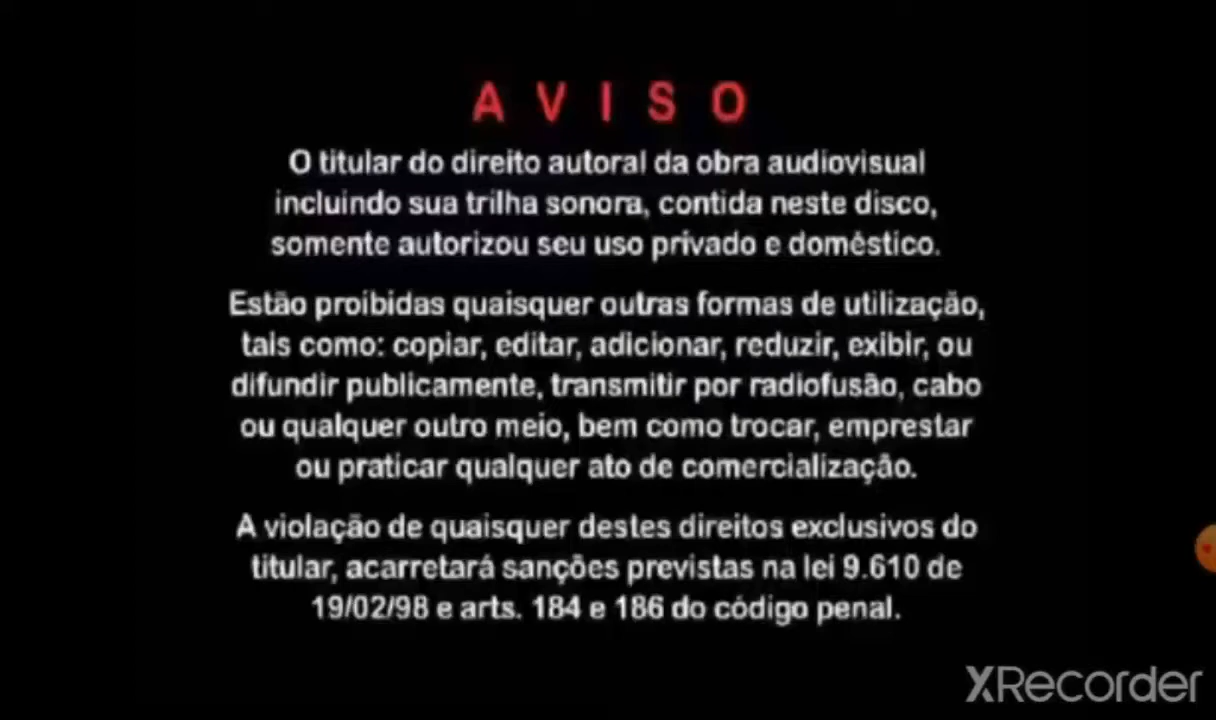 A V I S O
O titular do direito autoral da obra audiovisual
incluindo sua trilha sonora, contida neste disco,
somente autorizou seu uso privado e doméstico.
Estão proibidas quaisquer outras formas de utilização,
tais como: copiar, editar, adicionar, reduzir, exibir, ou
difundir publicamente, transmitir por radiofusão, cabo
ou qualquer outro meio, bem como trocar, emprestar
ou praticar qualquer ato de comercialização.
A violação de quaisquer destes direitos exclusivos do
titular, acarretará sanções previstas na lei 9.610 de
19/02/98 e arts. 184 e 186 do código penal.
XRecorder